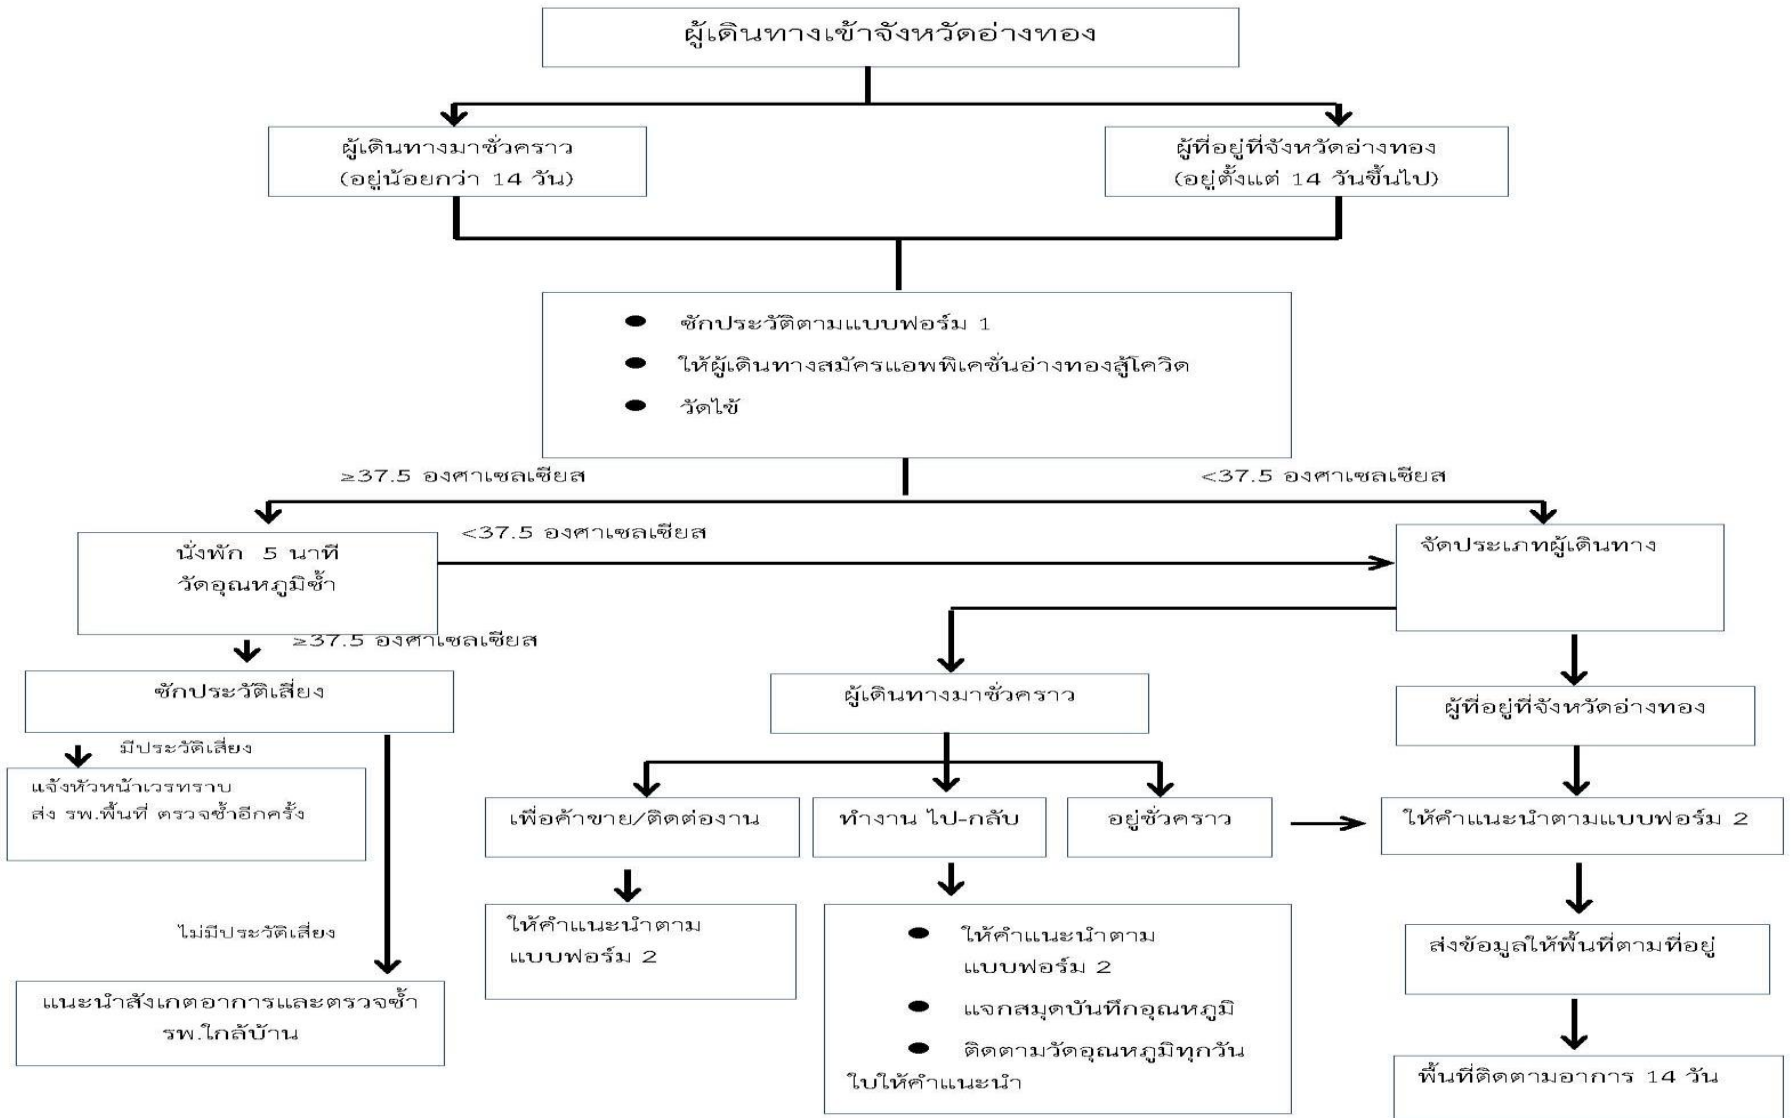 ผู้เดินทางเข้าจังหวัดอ่างทอง
ผู้เดินทางมาชั่วคราว
(อยู่น้อยกว่า 14 วัน)
ผู้ที่อยู่ที่จังหวัดอ่างทอง
(อยู่ตั้งแต่ 14 วันขึ้นไป)
● ซักประวัติตามแบบฟอร์ม 1
● ให้ผู้เดินทางสมัครแอพพิเคชั่นอ่างทองสู้โควิด
● วัดไข้
≥37.5 องศาเซลเซียส
<37.5 องศาเซลเซียส
นั่งพัก 5 นาที
วัดอุณหภูมิซ้ำ
<37.5 องศาเซลเซียส
จัดประเภทผู้เดินทาง
≥37.5 องศาเซลเซียส
ซักประวัติเสี่ยง
มีประวัติเสี่ยง
แจ้งหัวหน้าเวรทราบ
ส่ง รพ.พื้นที่ ตรวจซ้ำอีกครั้ง
ไม่มีประวัติเสี่ยง
แนะนำสังเกตอาการและตรวจซ้ำ
รพ.ใกล้บ้าน
ผู้เดินทางมาชั่วคราว
ผู้ที่อยู่ที่จังหวัดอ่างทอง
เพื่อค้าขาย/ติดต่องาน
ทำงาน ไป-กลับ
อยู่ชั่วคราว
ให้คำแนะนำตามแบบฟอร์ม 2
ให้คำแนะนำตาม
แบบฟอร์ม 2
● ให้คำแนะนำตาม
แบบฟอร์ม 2
● แจกสมุดบันทึกอุณหภูมิ
● ติดตามวัดอุณหภูมิทุกวัน
ใบให้คำแนะนำ
ส่งข้อมูลให้พื้นที่ตามที่อยู่
พื้นที่ติดตามอาการ 14 วัน